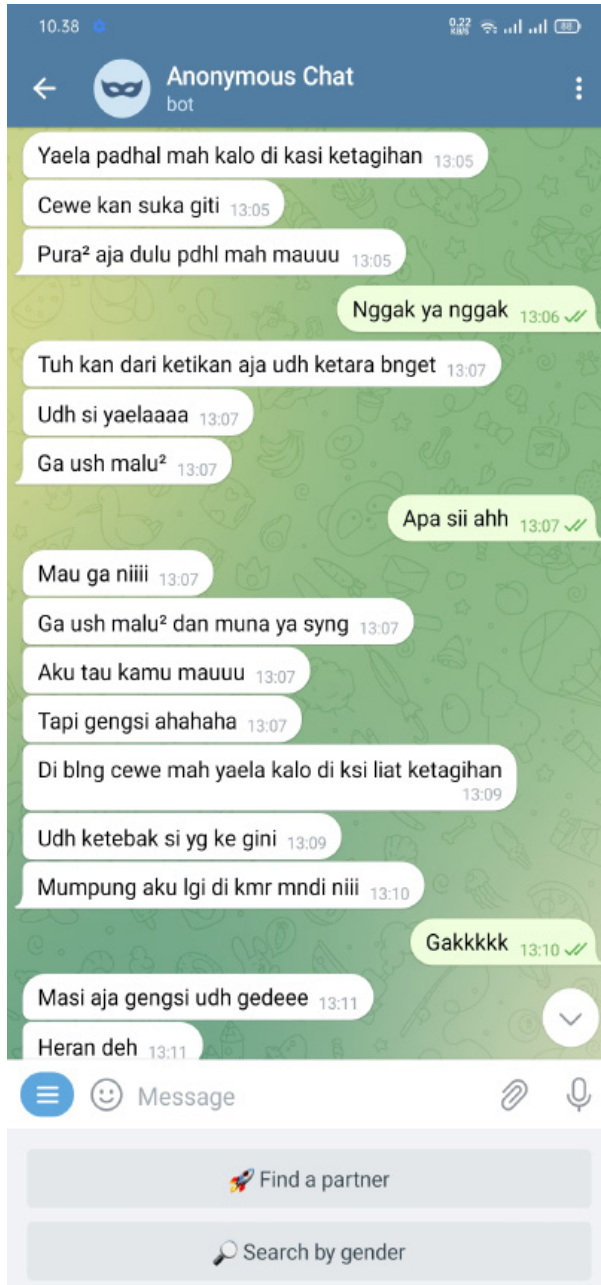 10.38
0.22
KB/S
88
Anonymous Chat
bot
Yaela padhal mah kalo di kasi ketagihan 13:05
Cewe kan suka giti 13:05
Pura² aja dulu pdhl mah mauuu 13:05
Nggak ya nggak 13:06
Tuh kan dari ketikan aja udh ketara bnget 13:07
Udh si yaelaaaa 13:07
Ga ush malu² 13:07
Apa sii ahh 13:07
Mau ga niiii 13:07
Ga ush malu² dan muna ya syng 13:07
Aku tau kamu mauuu 13:07
Tapi gengsi ahahaha 13:07
Di blng cewe mah yaela kalo di ksi liat ketagihan
13:09
Udh ketebak si yg ke gini 13:09
Mumpung aku lgi di kmr mndi niii 13:10
Gakkkkk 13:10
Masi aja gengsi udh gedeee 13:11
Heran deh 13:11
Message
🚀 Find a partner
🔎 Search by gender